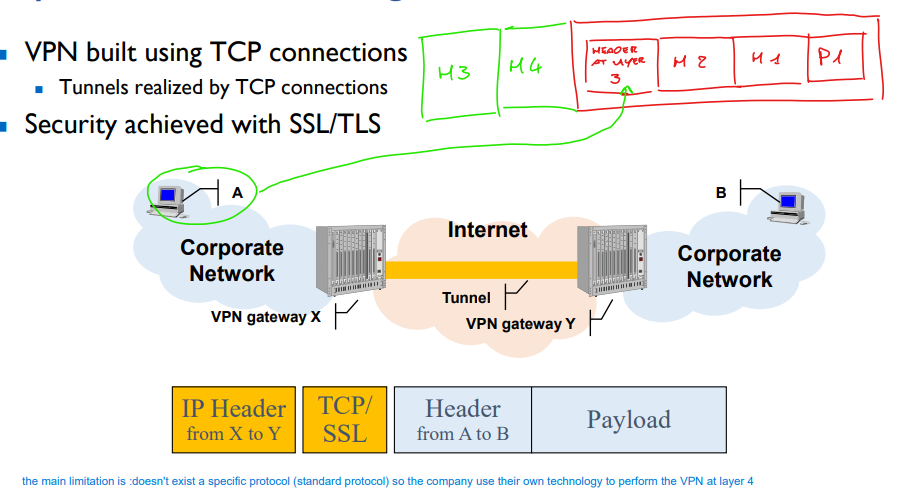 VPN built using TCP connections
Tunnels realized by TCP connections
Security achieved with SSL/TLS
H3
H4
HEADER
AT LAYER
3
H2
H1
P1
A
B
Internet
Corporate
Network
Corporate
Network
Tunnel
VPN gateway X
VPN gateway Y
IP Header
from X to Y
TCP/
SSL
Header
from A to B
Payload
the main limitation is :doesn't exist a specific protocol (standard protocol) so the company use their own technology to perform the VPN at layer 4